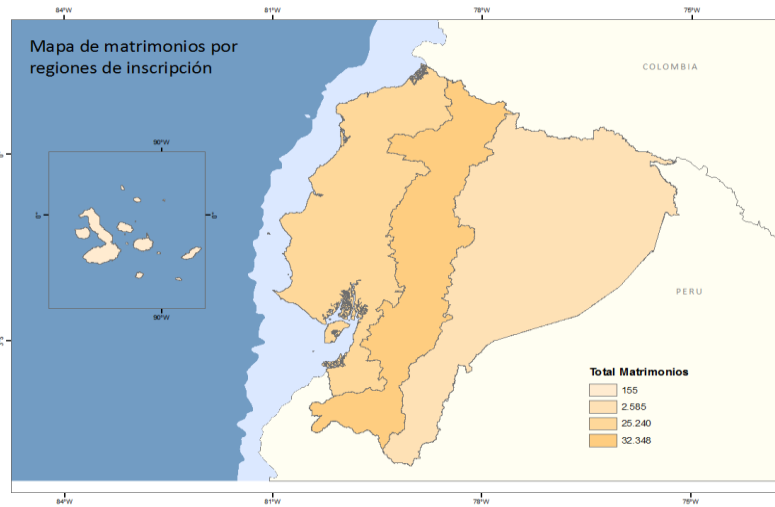 84°W 81°W 78°W 75°W
Mapa de matrimonios por
regiones de inscripción
COLOMBIA
90°W
90°W
PERU
Total Matrimonios
155
2.585
25.240
32.348
84°W 81°W 78°W 75°W